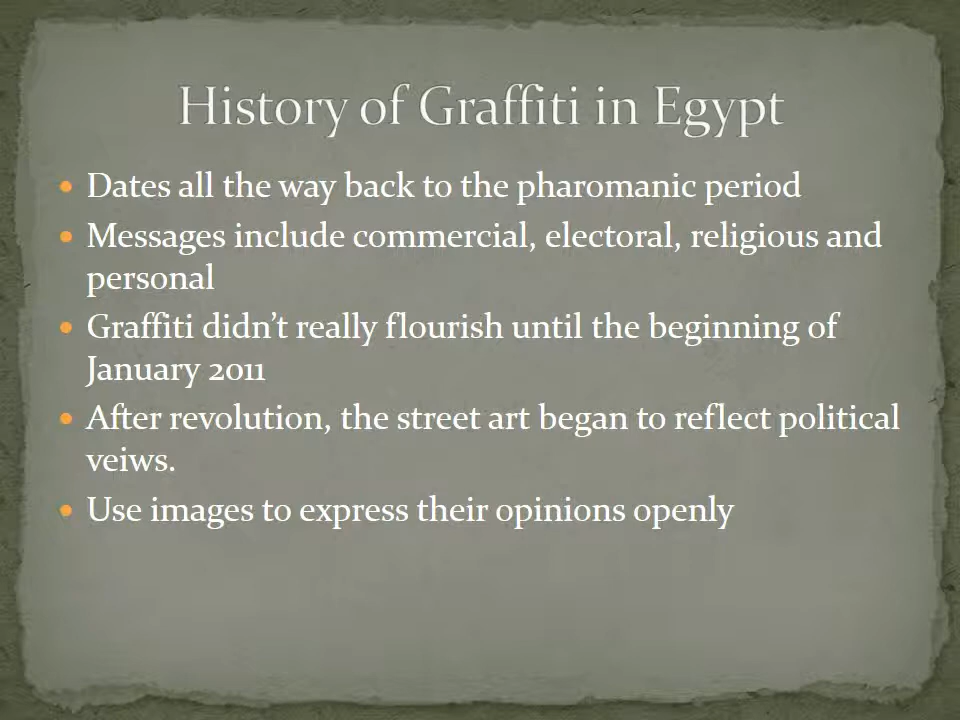 History of Graffiti in Egypt
• Dates all the way back to the pharomanic period
• Messages include commercial, electoral, religious and
personal
• Graffiti didn’t really flourish until the beginning of
January 2011
• After revolution, the street art began to reflect political
veiws.
• Use images to express their opinions openly